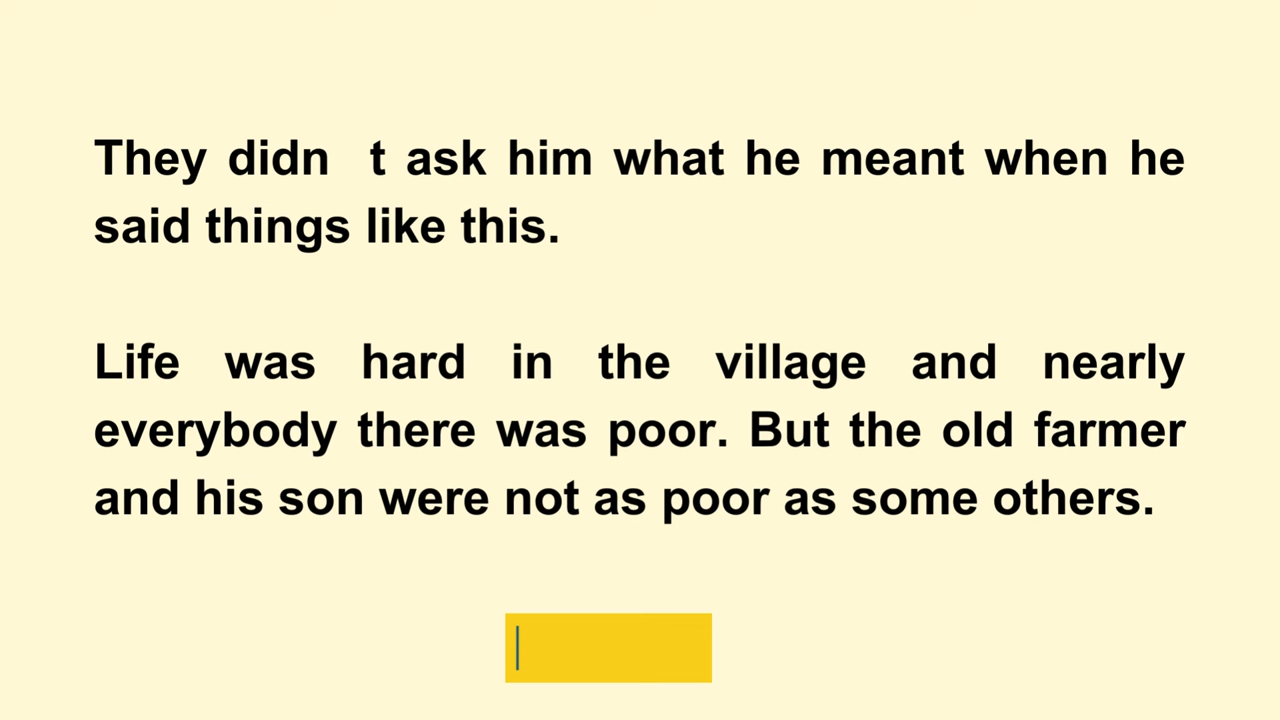 They didn t ask him what he meant when he
said things like this.
Life was hard in the village and nearly
everybody there was poor. But the old farmer
and his son were not as poor as some others.